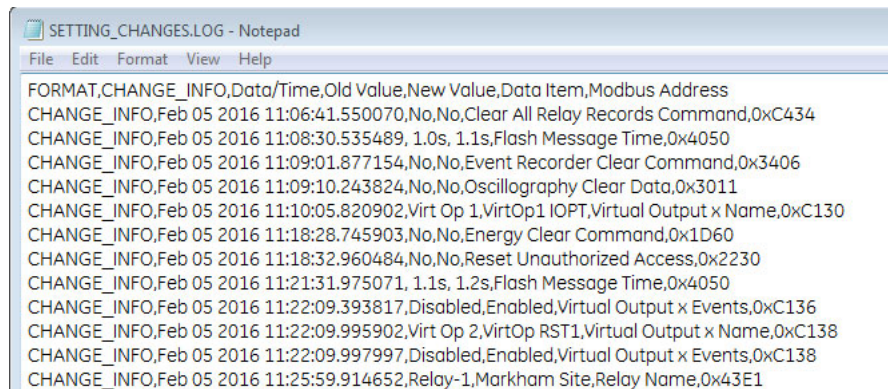 SETTING_CHANGES.LOG - Notepad
File Edit Format View Help
FORMAT,CHANGE_INFO,Data/Time,Old Value,New Value,Data Item,Modbus Address
CHANGE_INFO,Feb 05 2016 11:06:41.550070,No,No,Clear All Relay Records Command,0xC434
CHANGE_INFO,Feb 05 2016 11:08:30.535489, 1.0s, 1.1s,Flash Message Time,0x4050
CHANGE_INFO,Feb 05 2016 11:09:01.877154,No,No,Event Recorder Clear Command,0x3406
CHANGE_INFO,Feb 05 2016 11:09:10.243824,No,No,Oscillography Clear Data,0x3011
CHANGE_INFO,Feb 05 2016 11:10:05.820902,Virt Op 1,VirtOp1 IOPT,Virtual Output x Name,0xC130
CHANGE_INFO,Feb 05 2016 11:18:28.745903,No,No,Energy Clear Command,0x1D60
CHANGE_INFO,Feb 05 2016 11:18:32.960484,No,No,Reset Unauthorized Access,0x2230
CHANGE_INFO,Feb 05 2016 11:21:31.975071, 1.1s, 1.2s,Flash Message Time,0x4050
CHANGE_INFO,Feb 05 2016 11:22:09.393817,Disabled,Enabled,Virtual Output x Events,0xC136
CHANGE_INFO,Feb 05 2016 11:22:09.995902,Virt Op 2,VirtOp RST1,Virtual Output x Name,0xC138
CHANGE_INFO,Feb 05 2016 11:22:09.997997,Disabled,Enabled,Virtual Output x Events,0xC138
CHANGE_INFO,Feb 05 2016 11:25:59.914652,Relay-1,Markham Site,Relay Name,0x43E1